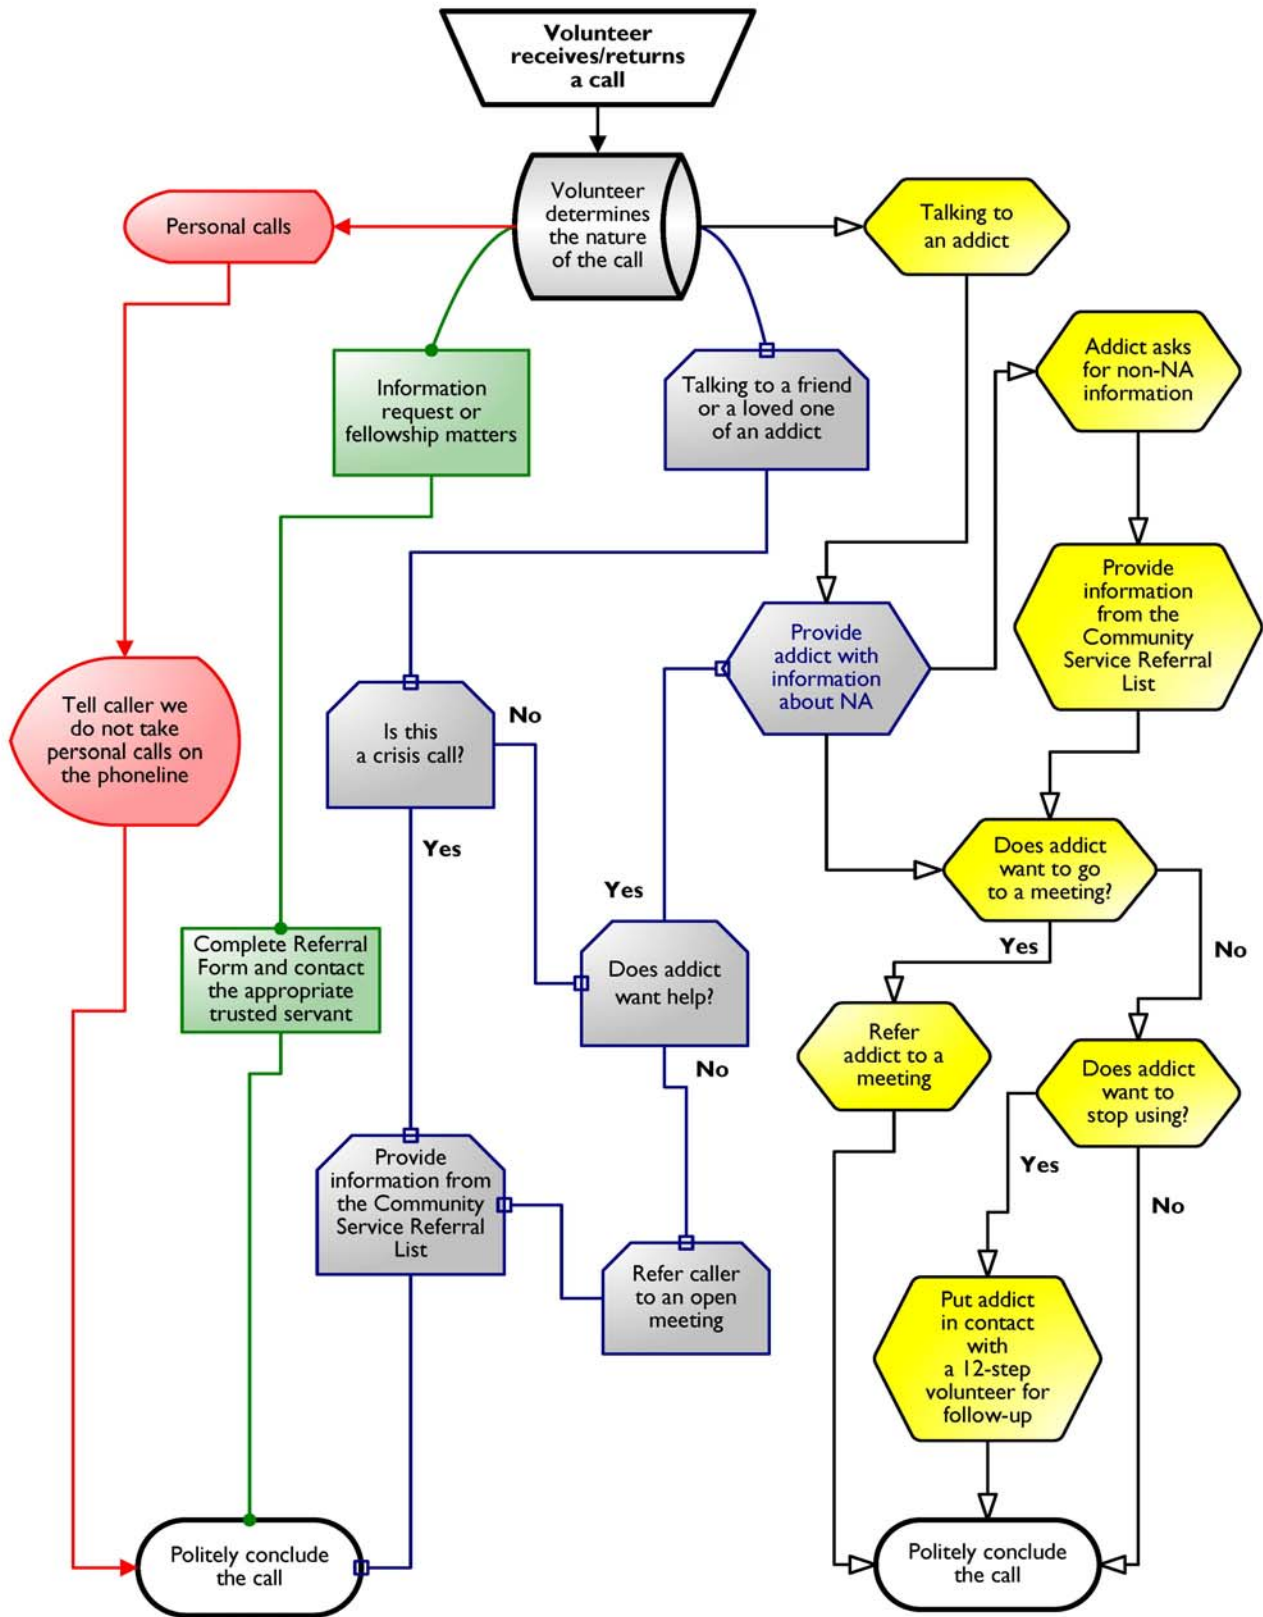 Volunteer
receives/returns
a call
Volunteer
determines
the nature
of the call
Personal calls
Talking to
an addict
Information
request or
fellowship matters
Talking to a friend
or a loved one
of an addict
Addict asks
for non-NA
information
Provide
information
from the
Community
Service Referral
List
Provide
addict with
information
about NA
Tell caller we
do not take
personal calls on
the phoneline
Is this
a crisis call?
No
Yes
Does addict
want to go
to a meeting?
Yes
No
Yes
Does addict
want help?
No
Complete Referral
Form and contact
the appropriate
trusted servant
Refer
addict to a
meeting
Does addict
want to
stop using?
Yes
No
Provide
information from
the Community
Service Referral
List
Refer caller
to an open
meeting
Put addict
in contact
with
a 12-step
volunteer for
follow-up
Politely conclude
the call
Politely conclude
the call